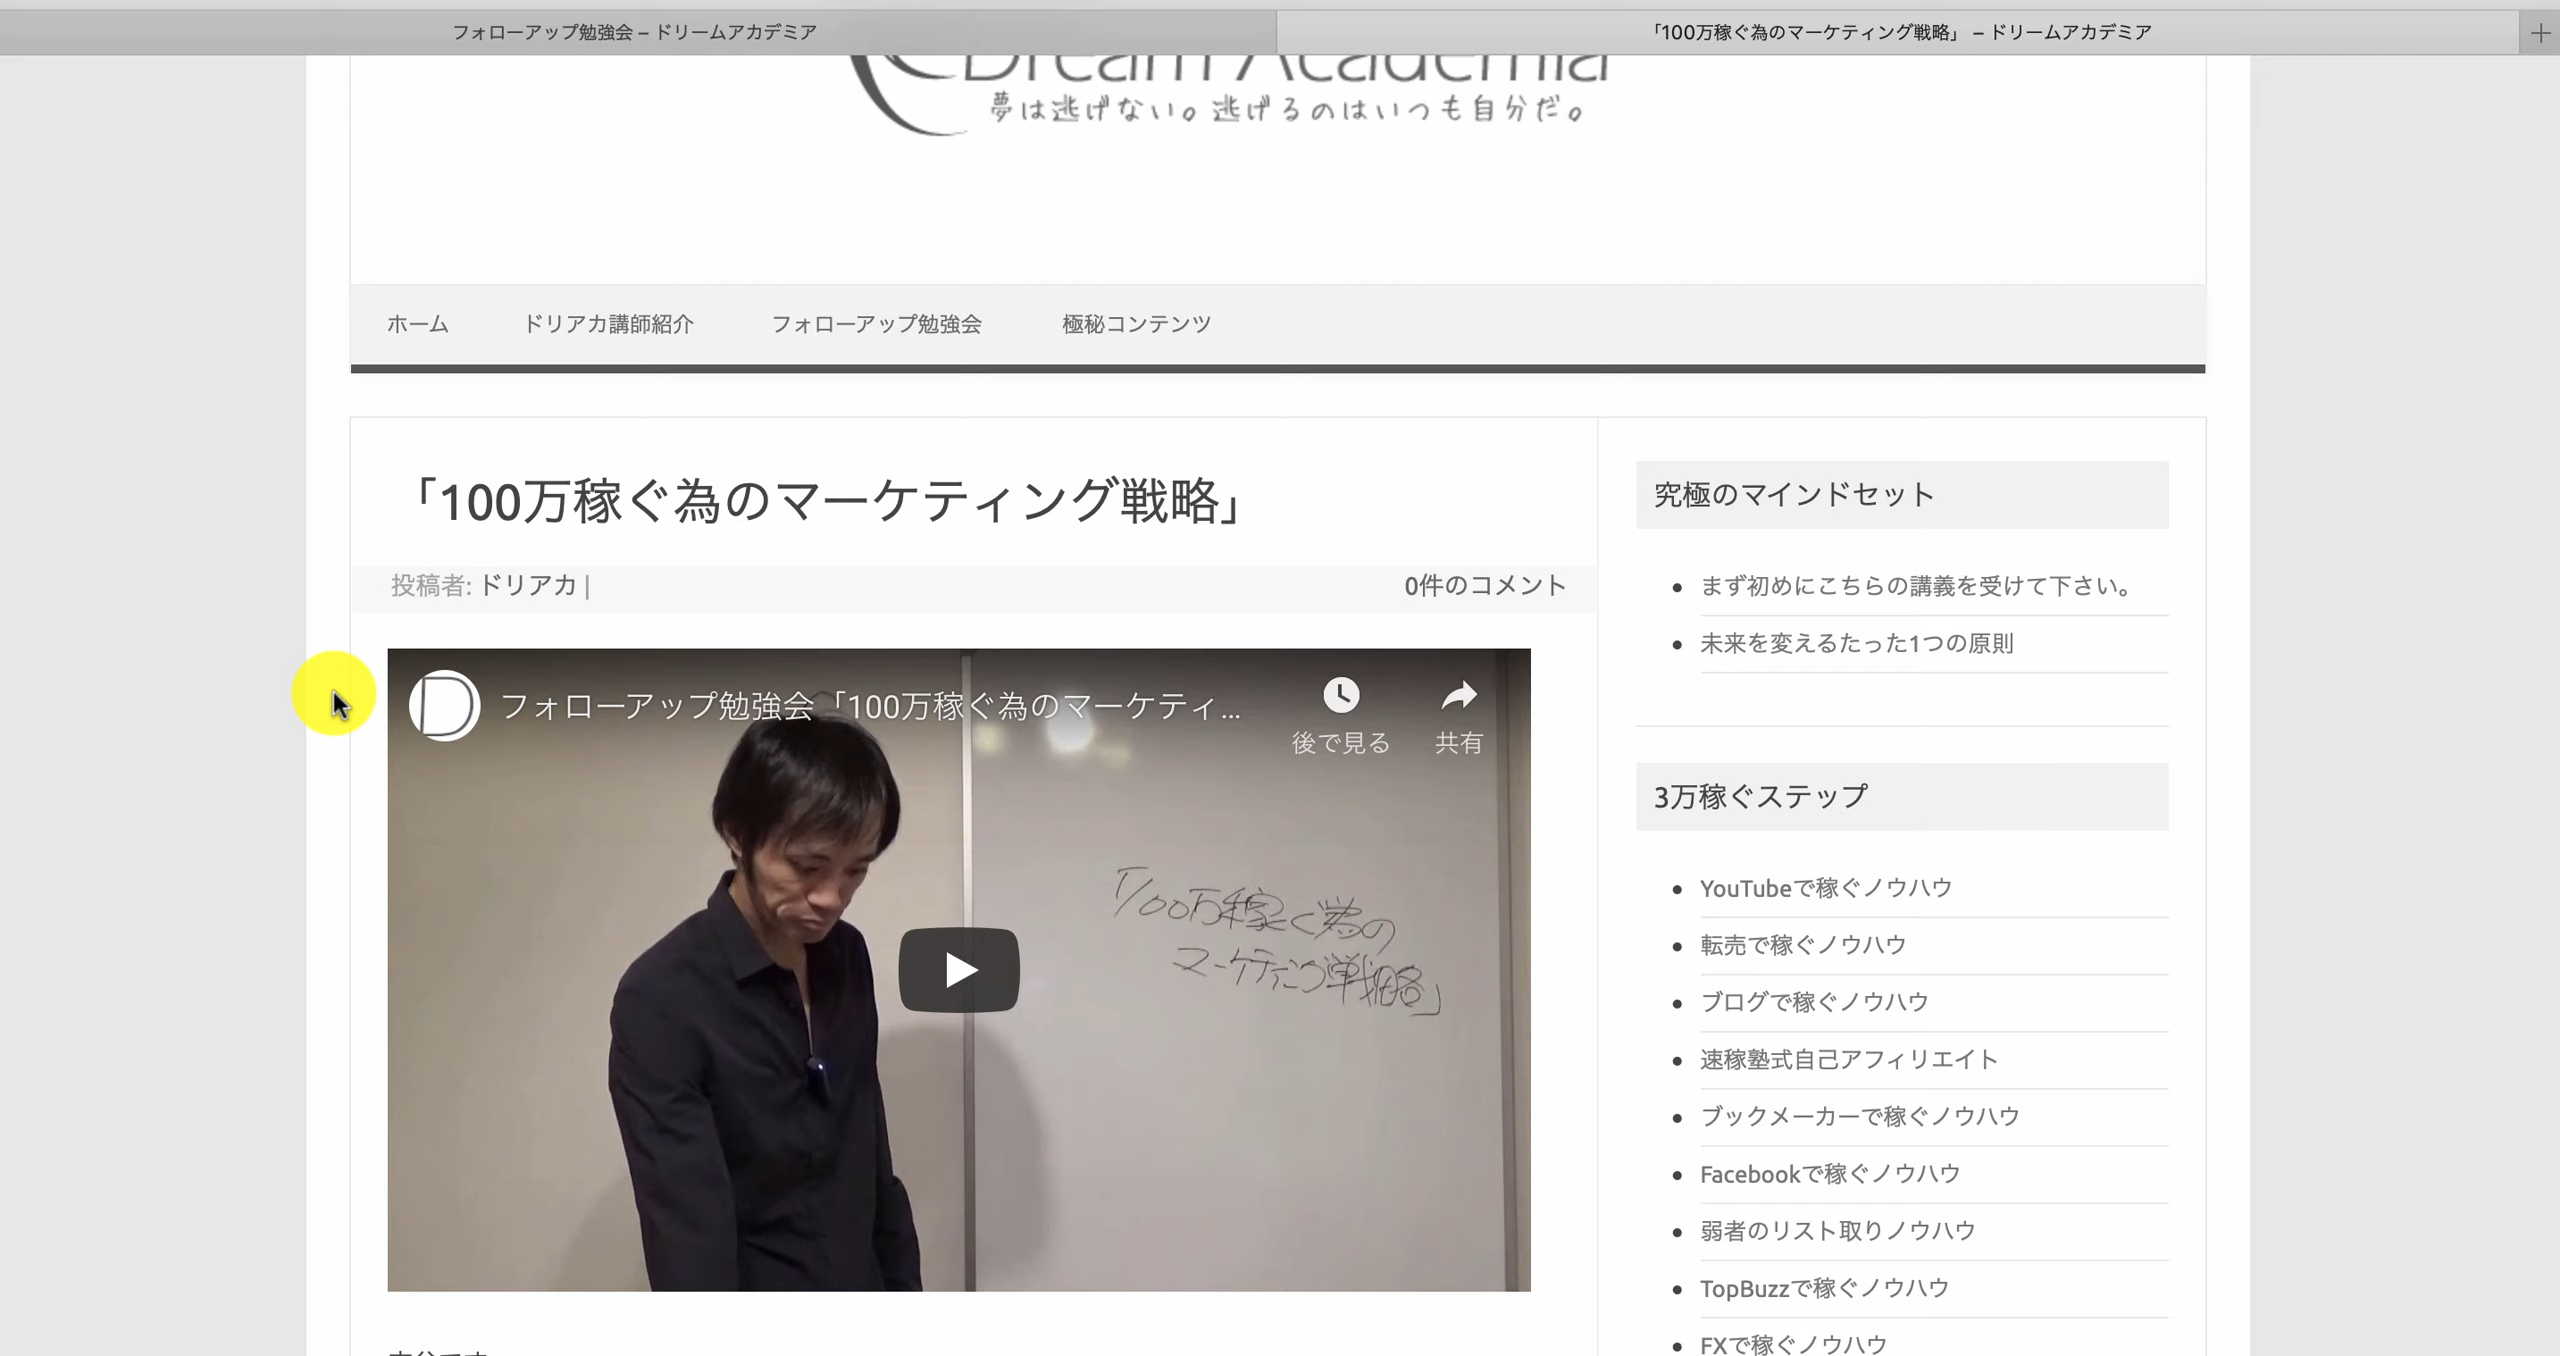 フォローアップ勉強会 – ドリームアカデミア
「100万稼ぐ為のマーケティング戦略」 – ドリームアカデミア
Dream Academia
夢は逃げない。逃げるのはいつも自分だ。
ホーム
ドリアカ講師紹介
フォローアップ勉強会
極秘コンテンツ
「100万稼ぐ為のマーケティング戦略」
投稿者: ドリアカ |
0件のコメント
フォローアップ勉強会「100万稼ぐ為のマーケティ...
後で見る
共有
「100万稼ぐ為の
マーケティング戦略」
究極のマインドセット
まず初めにこちらの講義を受けて下さい。
未来を変えるたった1つの原則
3万稼ぐステップ
YouTubeで稼ぐノウハウ
転売で稼ぐノウハウ
ブログで稼ぐノウハウ
速稼塾式自己アフィリエイト
ブックメーカーで稼ぐノウハウ
Facebookで稼ぐノウハウ
弱者のリスト取りノウハウ
TopBuzzで稼ぐノウハウ
FXで稼ぐノウハウ